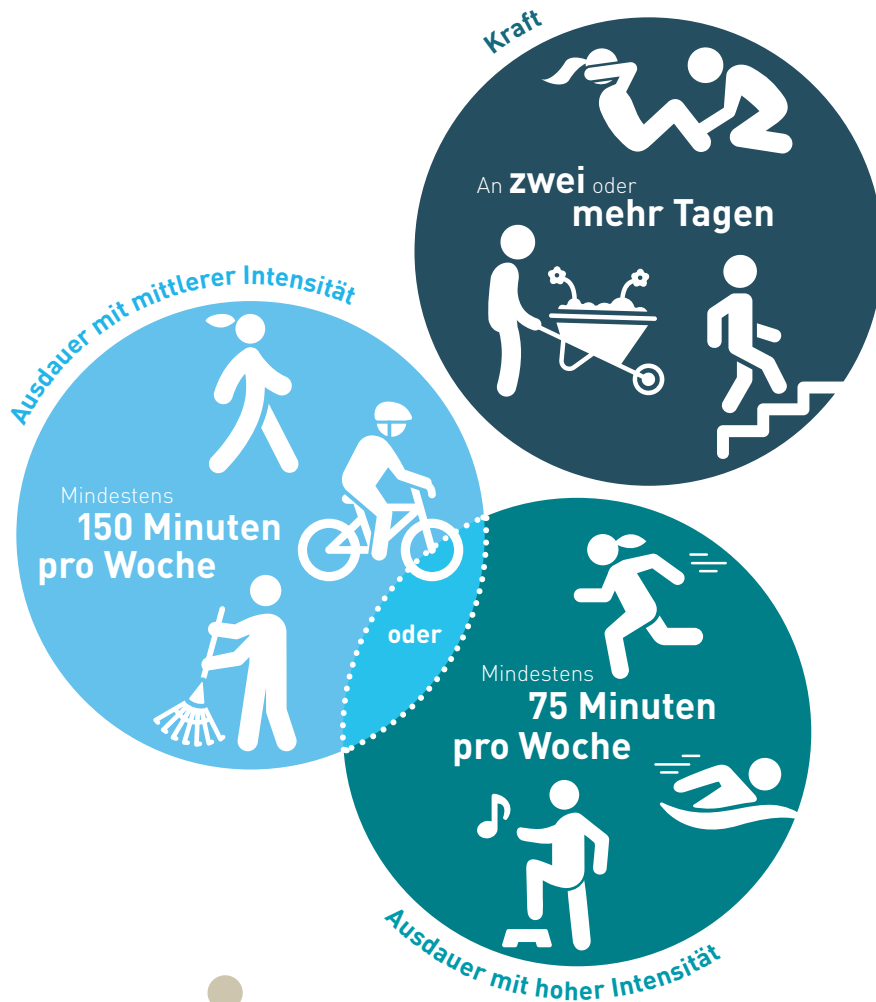 Kraft
An zwei oder
mehr Tagen
Ausdauer mit mittlerer Intensität
Mindestens
150 Minuten
pro Woche
oder
Mindestens
75 Minuten
pro Woche
Ausdauer mit hoher Intensität